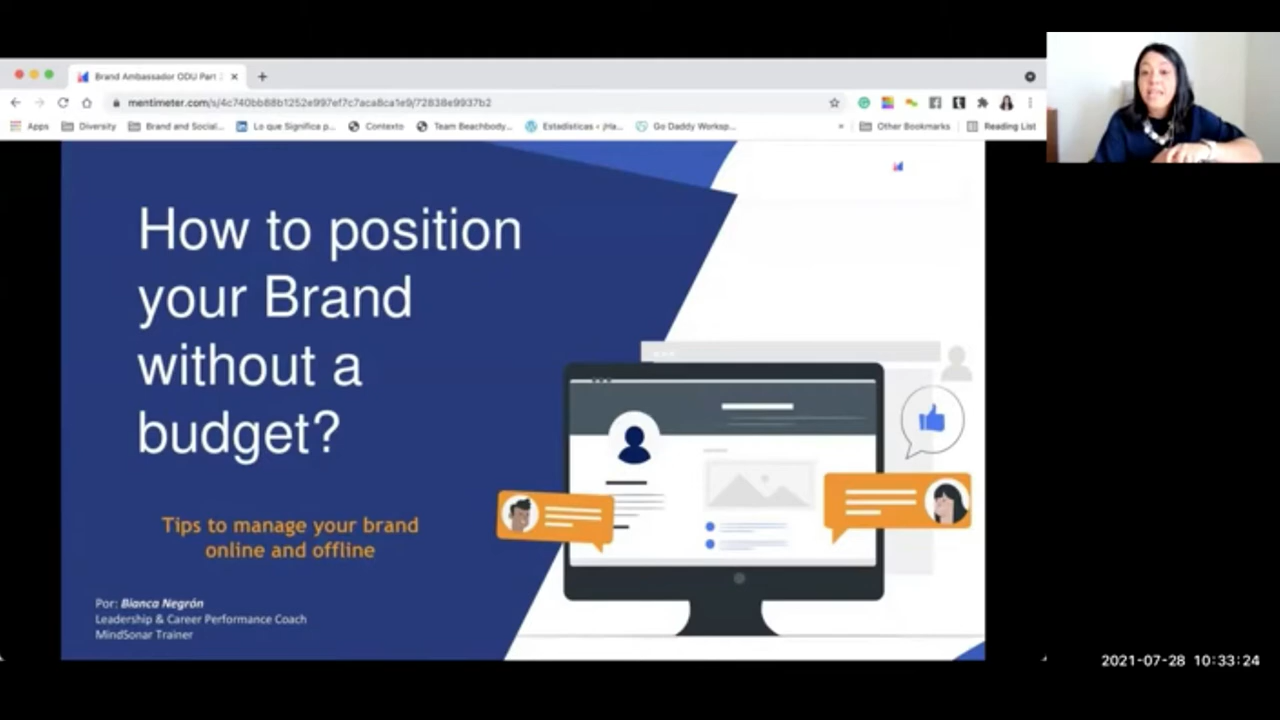 Brand Ambassador ODU Part
mentimeter.com/s/4c740bb88b1252e997ef7c7aca8ca1e9/72838e9937b2
Apps Diversity Brand and Social... Lo que Significa p... Contexto Team Beachbody... Estadísticas ‹ jHa... Go Daddy Worksp... » Other Bookmarks Reading List
How to position
your Brand
without a
budget?
Tips to manage your brand
online and offline
Por: Bianca Negrón
Leadership & Career Performance Coach
MindSonar Trainer
2021-07-28 10:33:24